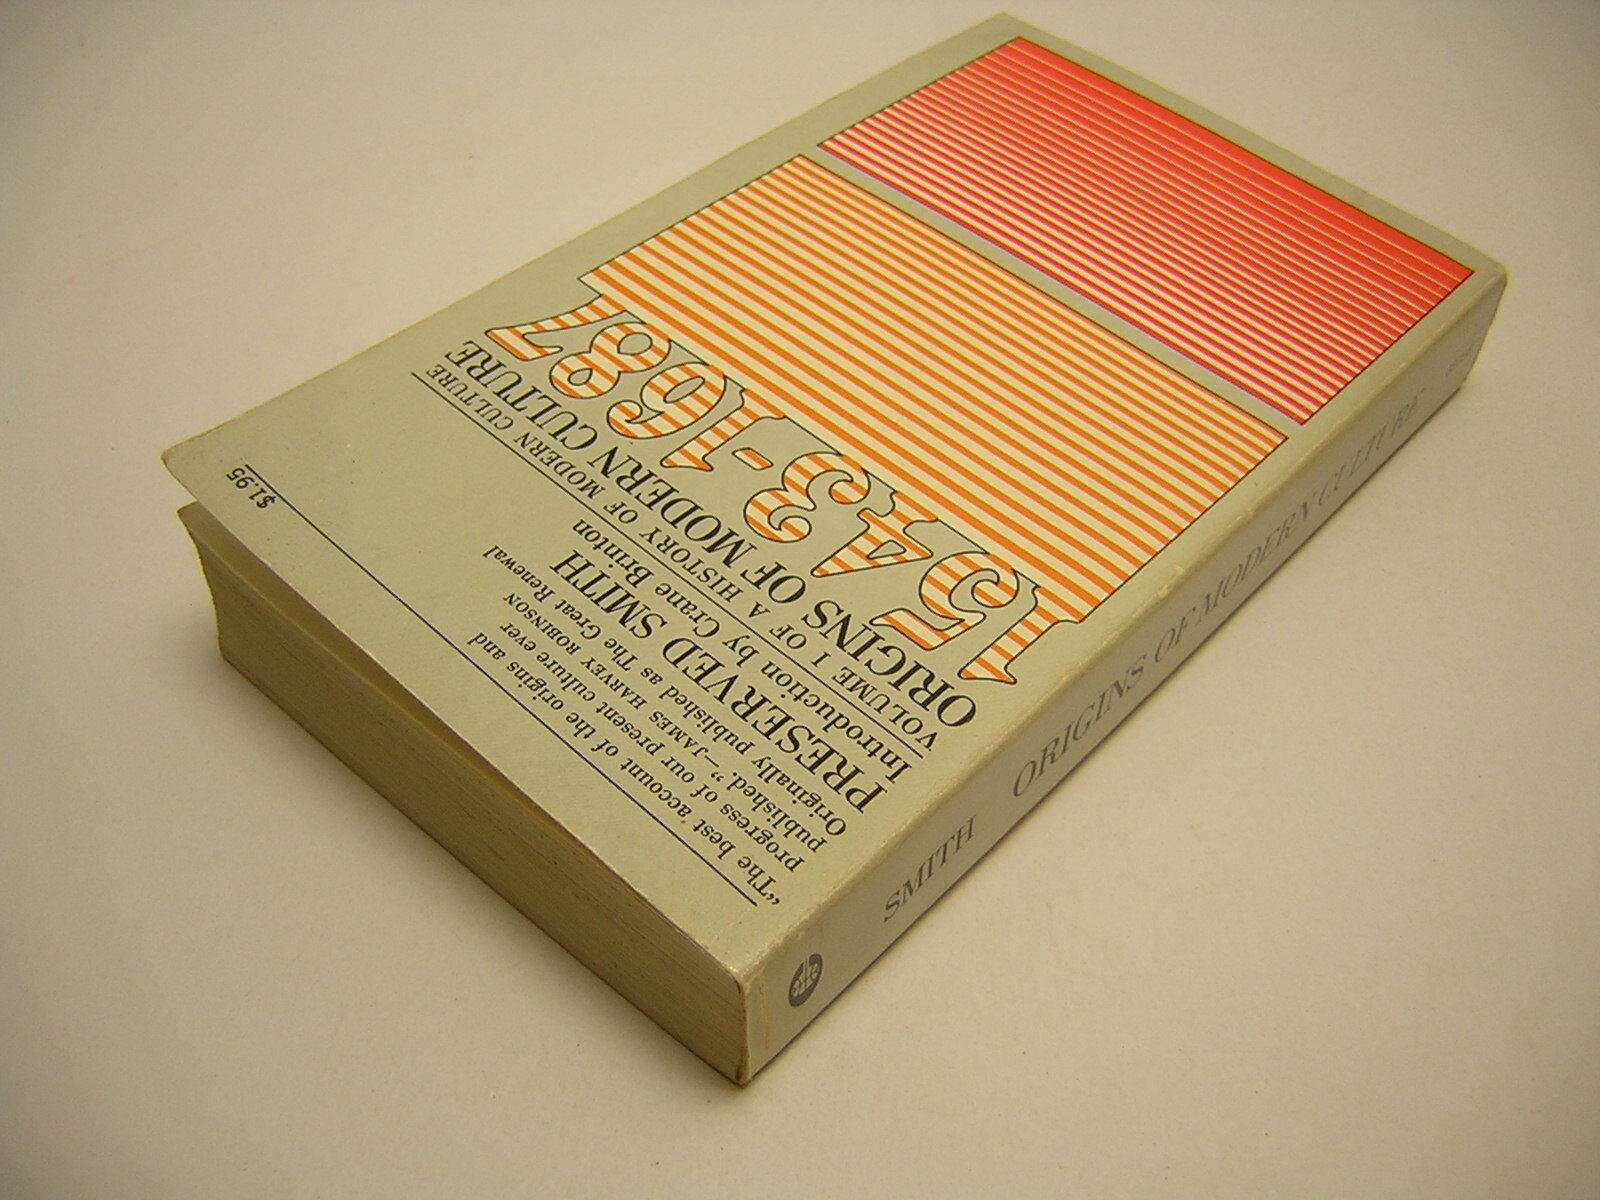 $1.95
"The best account of the origins and
progress of our present culture ever
published."—JAMES HARVEY ROBINSON
Originally published as The Great Renewal
PRESERVED SMITH
Introduction by Crane Brinton
VOLUME I OF A HISTORY OF MODERN CULTURE
ORIGINS OF MODERN CULTURE
1543-1687
SMITH ORIGINS OF MODERN CULTURE